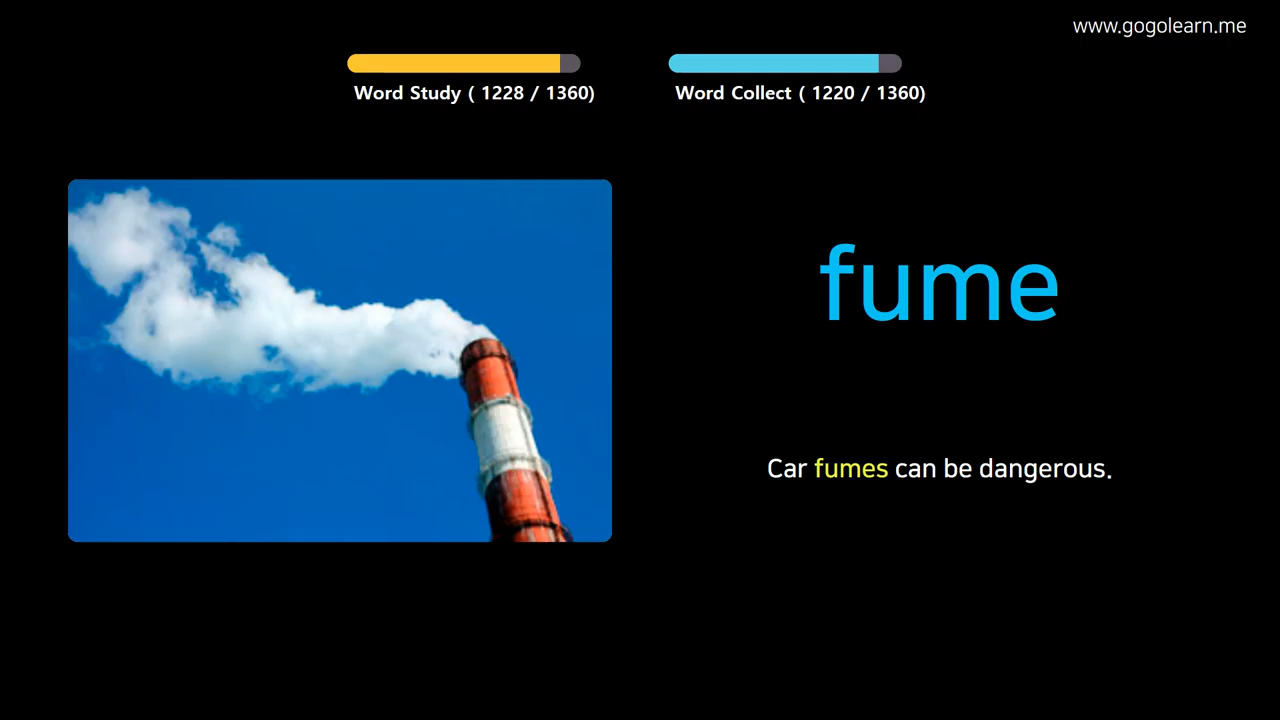 www.gogolearn.me
Word Study ( 1228 / 1360)
Word Collect ( 1220 / 1360)
fume
Car fumes can be dangerous.